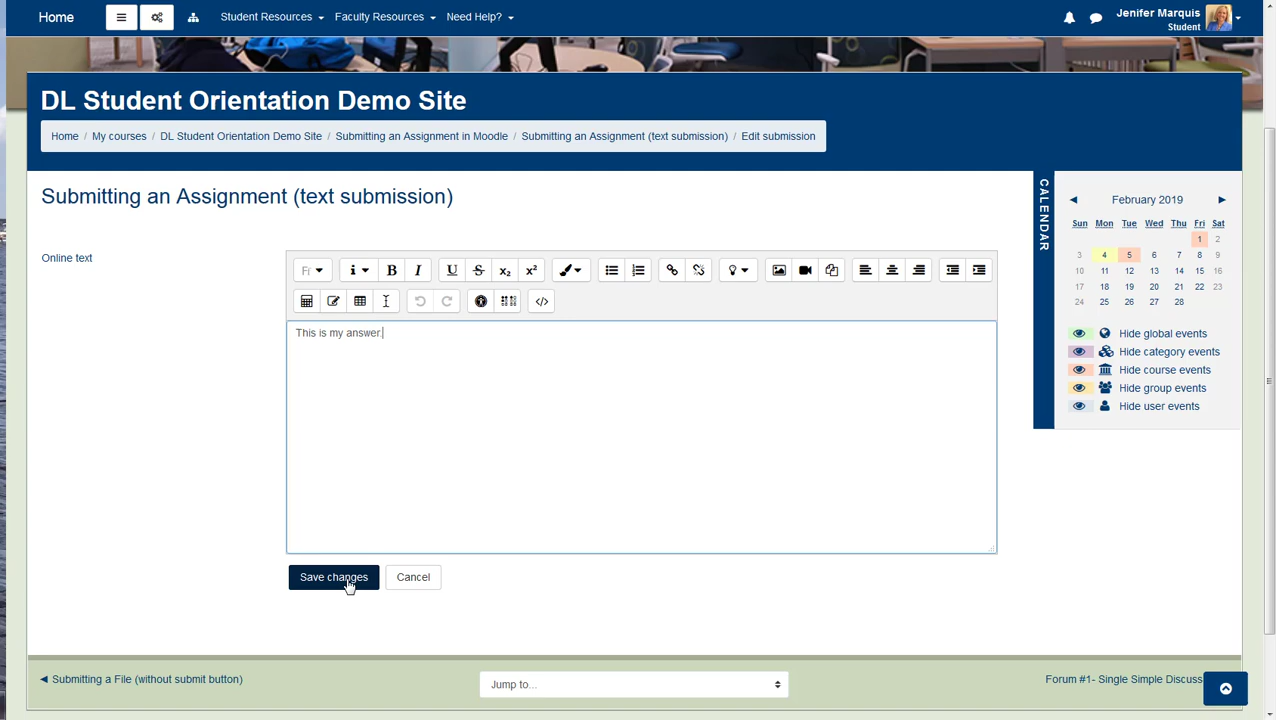 Home
Student Resources
Faculty Resources
Need Help?
Jenifer Marquis
Student
DL Student Orientation Demo Site
Home / My courses / DL Student Orientation Demo Site / Submitting an Assignment in Moodle / Submitting an Assignment (text submission) / Edit submission
Submitting an Assignment (text submission)
Online text
B I U S x₂ x²
This is my answer.
Save changes
Cancel
CALENDAR
◄ February 2019 ►
Sun Mon Tue Wed Thu Fri Sat
1 2
3 4 5 6 7 8 9
10 11 12 13 14 15 16
17 18 19 20 21 22 23
24 25 26 27 28
Hide global events
Hide category events
Hide course events
Hide group events
Hide user events
◄ Submitting a File (without submit button)
Jump to...
Forum #1- Single Simple Discuss